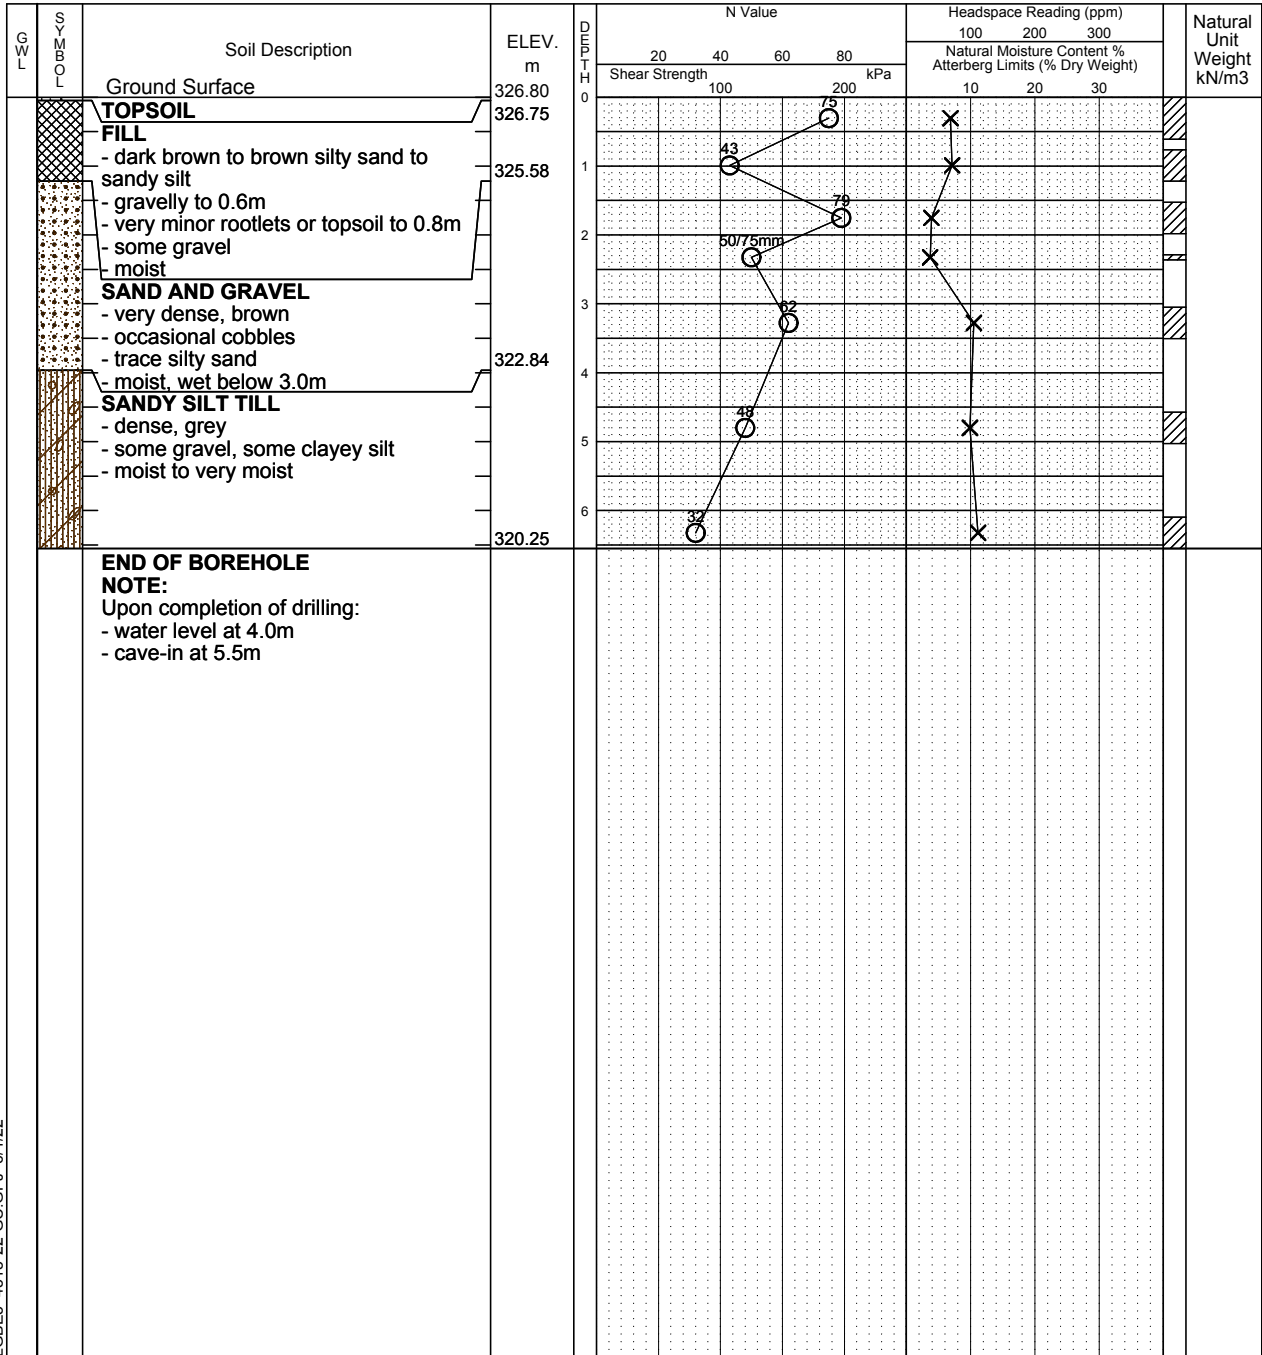 GWL
SYMBOL
Soil Description
Ground Surface
ELEV.
m
DEPTH
N Value
20 40 60 80
Shear Strength kPa
100 200
Headspace Reading (ppm)
100 200 300
Natural Moisture Content %
Atterberg Limits (% Dry Weight)
10 20 30
Natural
Unit
Weight
kN/m3
326.80
0
TOPSOIL
326.75
75
FILL
- dark brown to brown silty sand to
sandy silt
43
1
325.58
- gravelly to 0.6m
- very minor rootlets or topsoil to 0.8m
79
- some gravel
2
50/75mm
- moist
SAND AND GRAVEL
3
- very dense, brown
62
- occasional cobbles
- trace silty sand
322.84
4
- moist, wet below 3.0m
SANDY SILT TILL
48
- dense, grey
- some gravel, some clayey silt
5
- moist to very moist
6
32
320.25
END OF BOREHOLE
NOTE:
Upon completion of drilling:
- water level at 4.0m
- cave-in at 5.5m